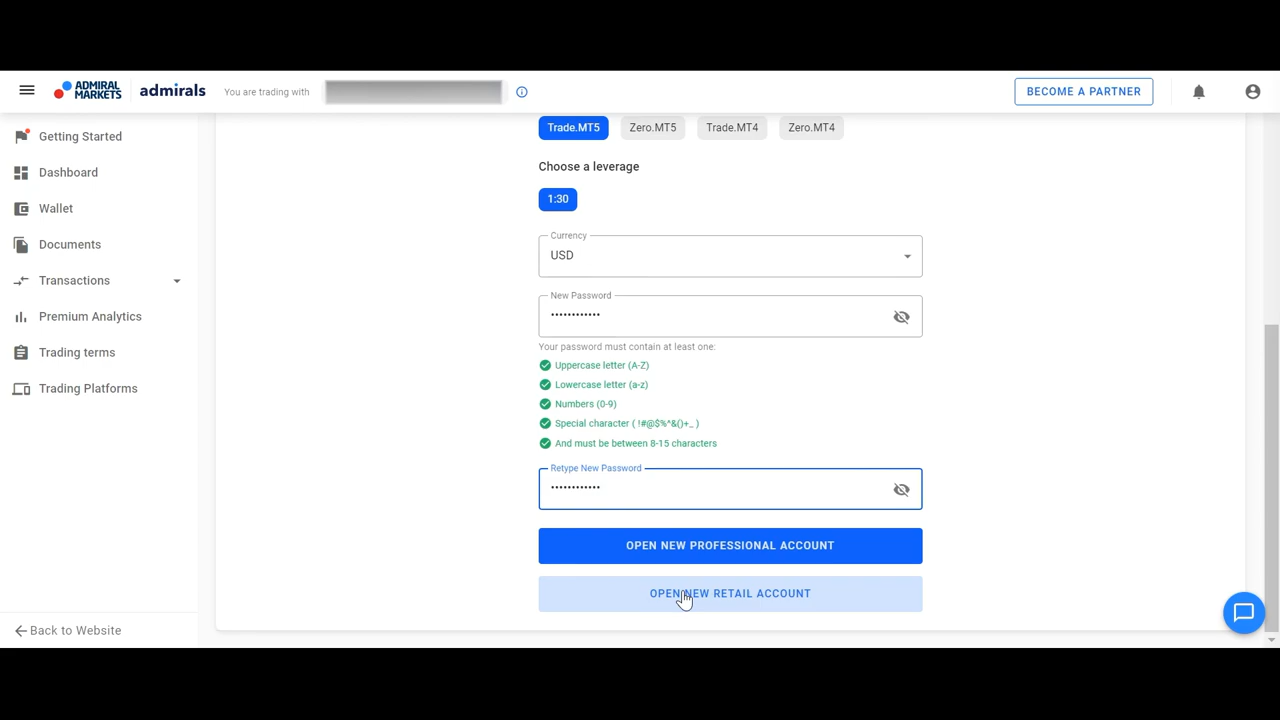 ADMIRAL MARKETS
admirals
You are trading with
BECOME A PARTNER
Getting Started
Dashboard
Wallet
Documents
Transactions
Premium Analytics
Trading terms
Trading Platforms
Back to Website
Trade.MT5 Zero.MT5 Trade.MT4 Zero.MT4
Choose a leverage
1:30
Currency
USD
New Password
••••••••••••
Your password must contain at least one:
Uppercase letter (A-Z)
Lowercase letter (a-z)
Numbers (0-9)
Special character ( !#@$%^&()+_ )
And must be between 8-15 characters
Retype New Password
••••••••••••
OPEN NEW PROFESSIONAL ACCOUNT
OPEN NEW RETAIL ACCOUNT